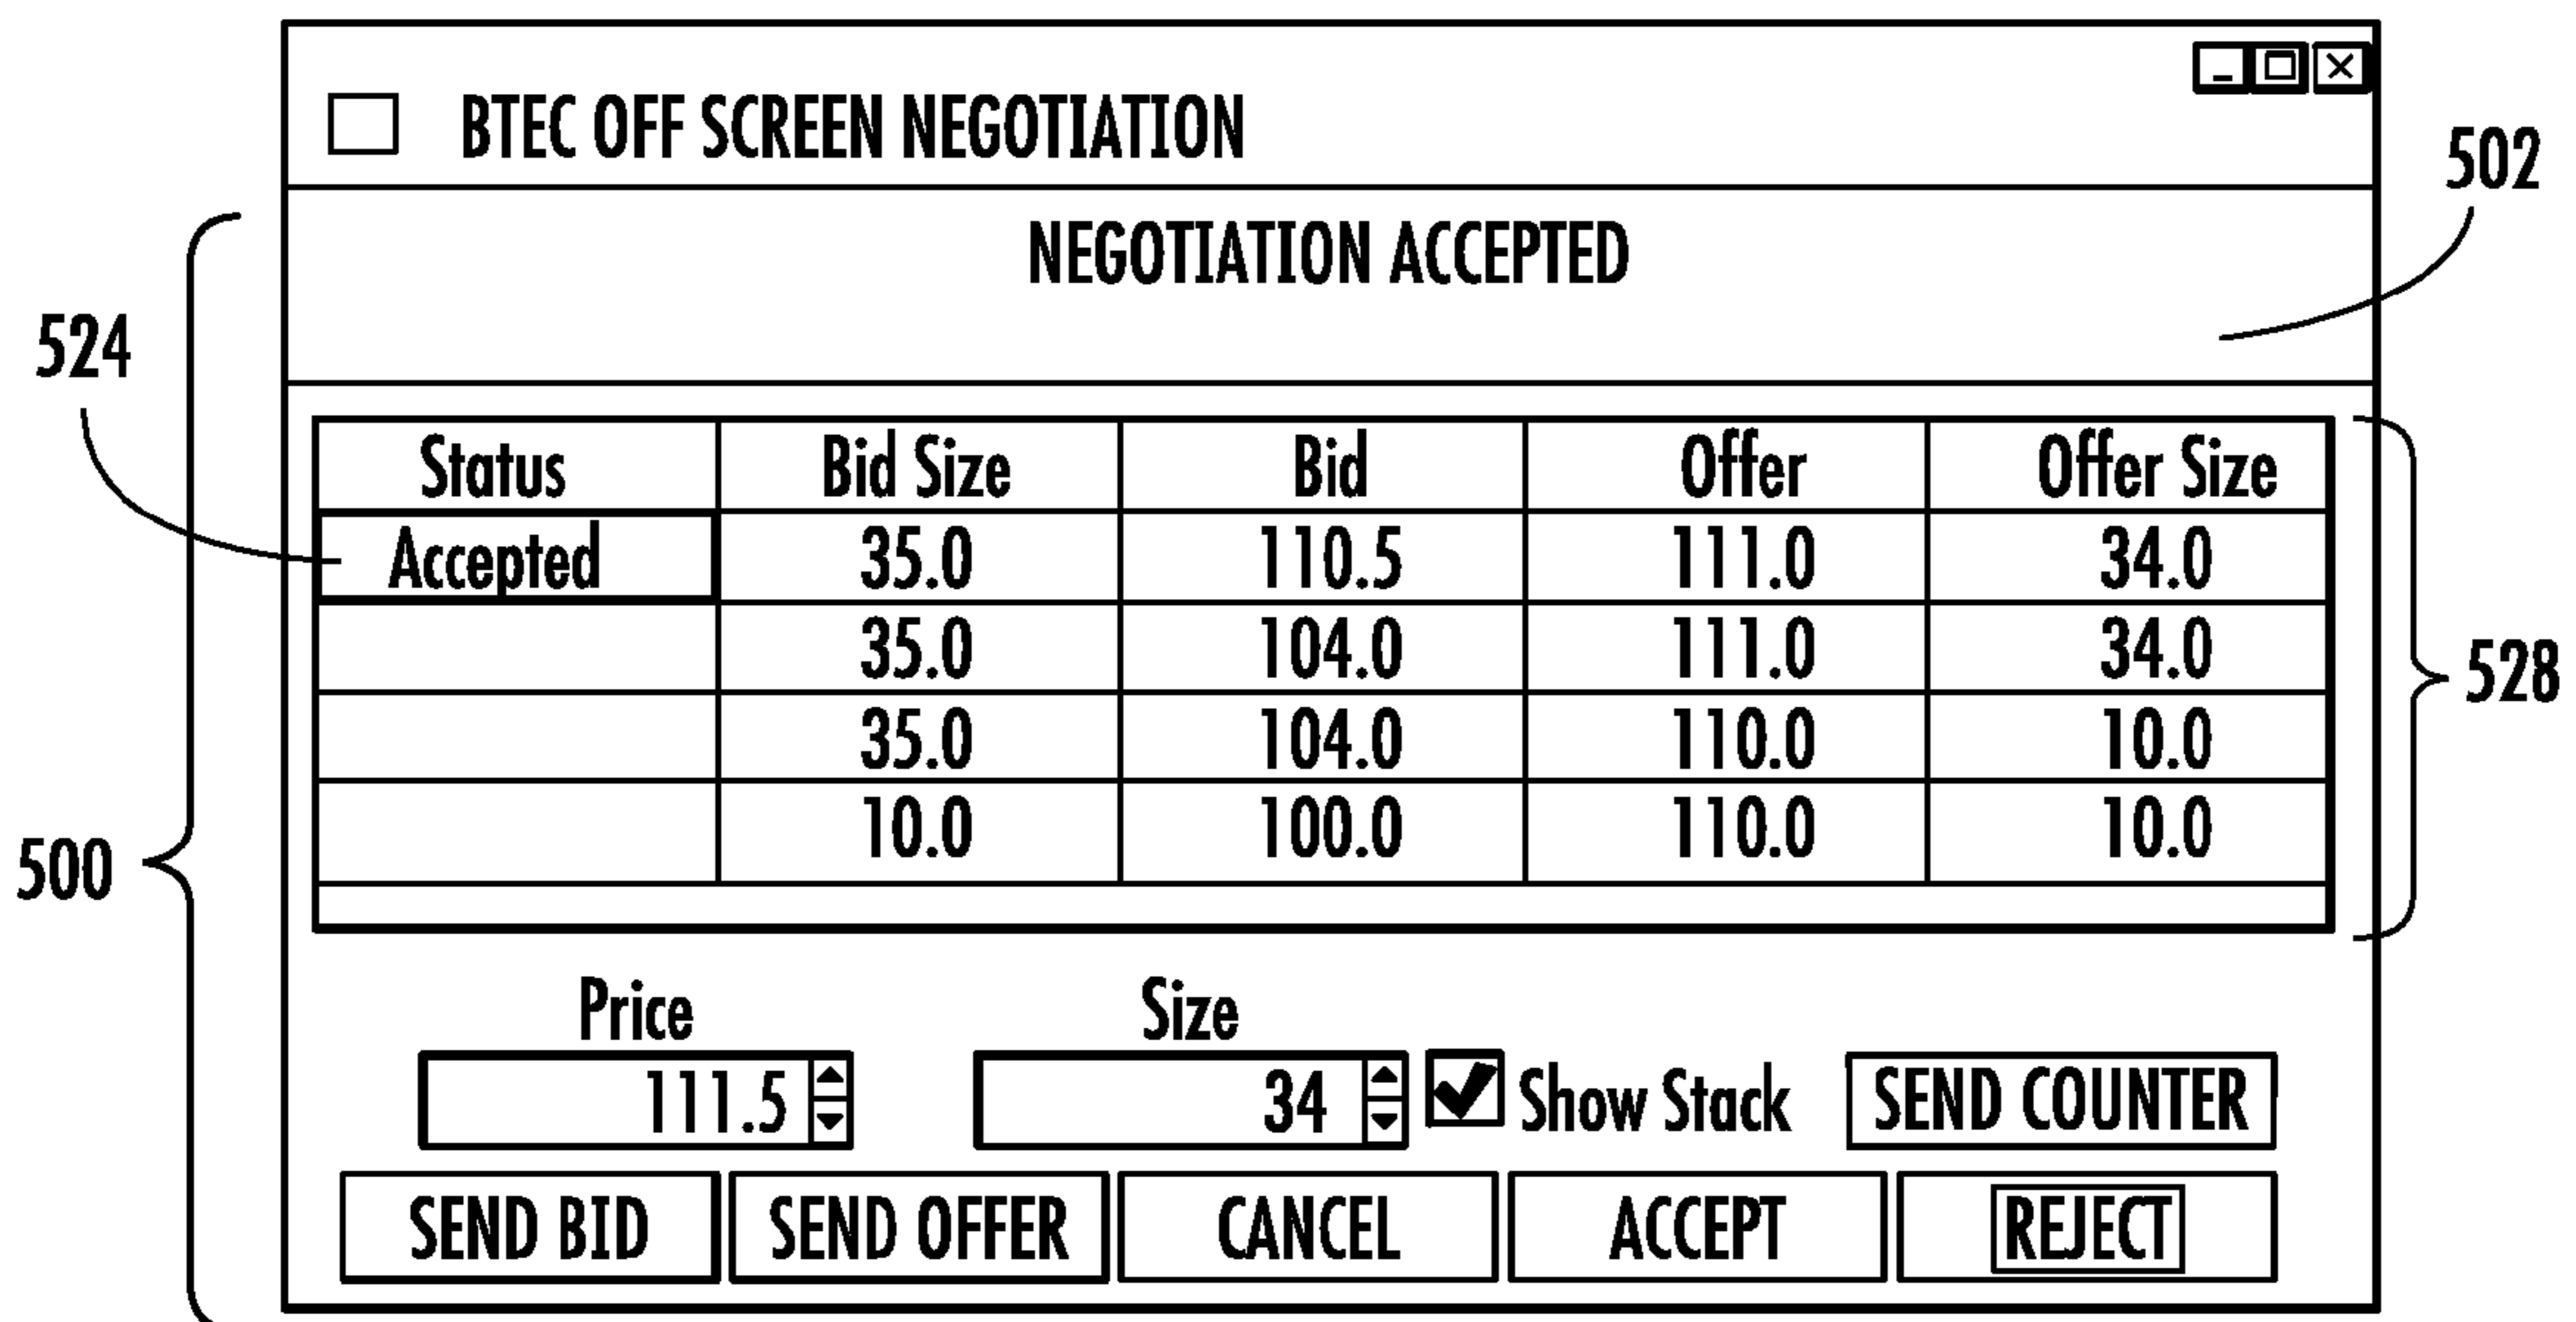 BTEC OFF SCREEN NEGOTIATION
502
NEGOTIATION ACCEPTED
524
Status Bid Size Bid Offer Offer Size
Accepted 35.0 110.5 111.0 34.0
35.0 104.0 111.0 34.0
528
35.0 104.0 110.0 10.0
10.0 100.0 110.0 10.0
500
Price Size
111.5 34 Show Stack SEND COUNTER
SEND BID SEND OFFER CANCEL ACCEPT REJECT